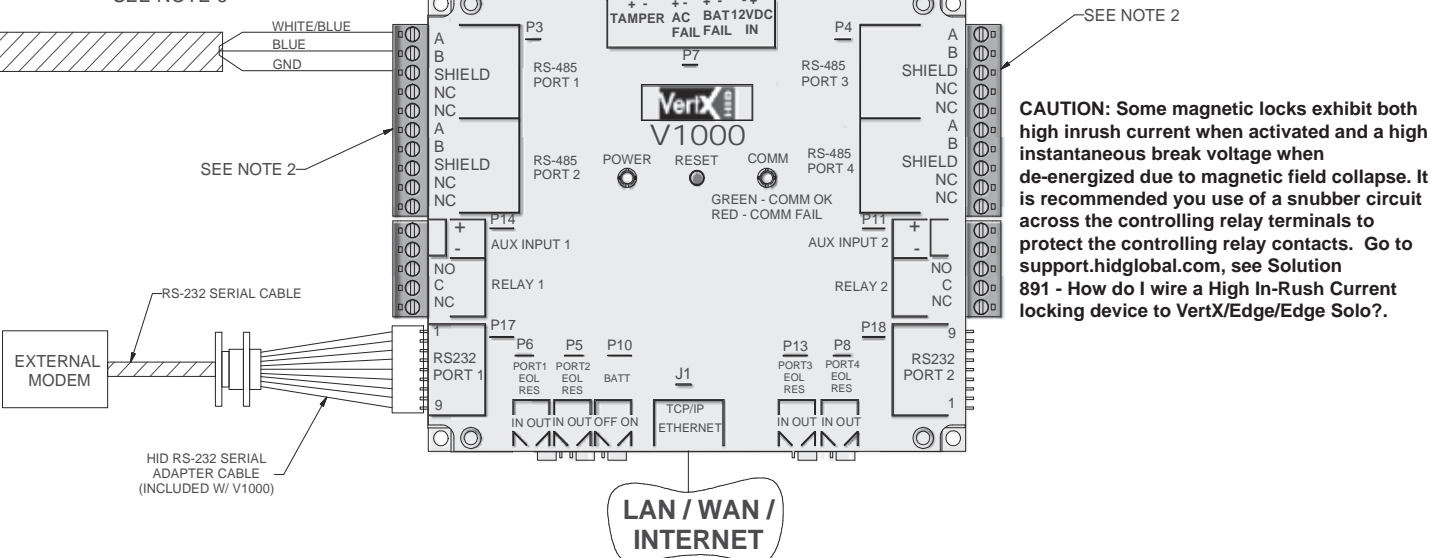 SEE NOTE
WHITE/BLUE
BLUE
GND
SEE NOTE 2
A
B
SHIELD
NC
NC
A
B
SHIELD
NC
NC
P3
RS-485
PORT 1
RS-485
PORT 2
+ - + - + - - +
TAMPER AC BAT 12VDC
FAIL FAIL IN
P7
VertX HID
V1000
POWER RESET COMM
GREEN - COMM OK
RED - COMM FAIL
P4
RS-485
PORT 3
RS-485
PORT 4
A
B
SHIELD
NC
NC
A
B
SHIELD
NC
NC
SEE NOTE 2
CAUTION: Some magnetic locks exhibit both
high inrush current when activated and a high
instantaneous break voltage when
de-energized due to magnetic field collapse. It
is recommended you use of a snubber circuit
across the controlling relay terminals to
protect the controlling relay contacts. Go to
support.hidglobal.com, see Solution
891 - How do I wire a High In-Rush Current
locking device to VertX/Edge/Edge Solo?.
P14
+
-
AUX INPUT 1
NO
C
NC
RELAY 1
P11
+
-
AUX INPUT 2
NO
C
NC
RELAY 2
RS-232 SERIAL CABLE
EXTERNAL
MODEM
HID RS-232 SERIAL
ADAPTER CABLE
(INCLUDED W/ V1000)
P17
1
RS232
PORT 1
9
P6
PORT1
EOL
RES
IN OUT
P5
PORT2
EOL
RES
IN OUT
P10
BATT
OFF ON
J1
TCP/IP
ETHERNET
P13
PORT3
EOL
RES
IN OUT
P8
PORT4
EOL
RES
IN OUT
P18
9
RS232
PORT 2
1
LAN / WAN /
INTERNET